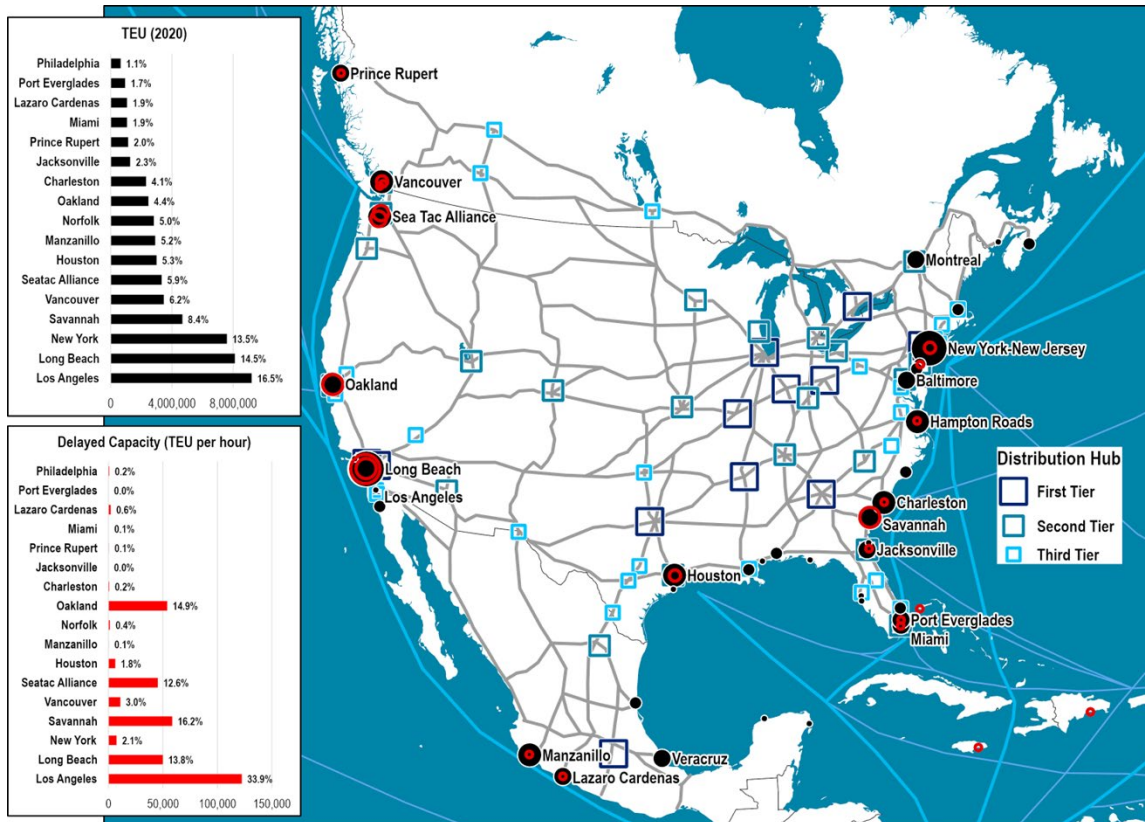 TEU (2020)
Philadelphia 1.1%
Port Everglades 1.7%
Lazaro Cardenas 1.9%
Miami 1.9%
Prince Rupert 2.0%
Jacksonville 2.3%
Charleston 4.1%
Oakland 4.4%
Norfolk 5.0%
Manzanillo 5.2%
Houston 5.3%
Seatac Alliance 5.9%
Vancouver 6.2%
Savannah 8.4%
New York 13.5%
Long Beach 14.5%
Los Angeles 16.5%
0 4,000,000 8,000,000
Delayed Capacity (TEU per hour)
Philadelphia 0.2%
Port Everglades 0.0%
Lazaro Cardenas 0.6%
Miami 0.1%
Prince Rupert 0.1%
Jacksonville 0.0%
Charleston 0.2%
Oakland 14.9%
Norfolk 0.4%
Manzanillo 0.1%
Houston 1.8%
Seatac Alliance 12.6%
Vancouver 3.0%
Savannah 16.2%
New York 2.1%
Long Beach 13.8%
Los Angeles 33.9%
0 50,000 100,000 150,000
Prince Rupert
Vancouver
Sea Tac Alliance
Montreal
New York-New Jersey
Oakland
Baltimore
Hampton Roads
Long Beach
Los Angeles
Distribution Hub
First Tier
Second Tier
Third Tier
Charleston
Savannah
Jacksonville
Houston
Port Everglades
Miami
Manzanillo
Veracruz
Lazaro Cardenas